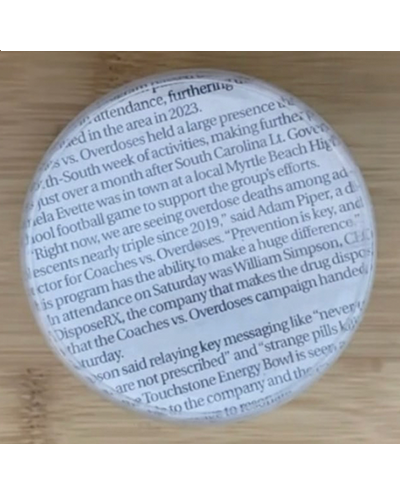 attendance, furthering
in the area in 2023.
vs. Overdoses held a large presence
-South week of activities, making further
just over a month after South Carolina Lt. Gove
ela Evette was in town at a local Myrtle Beach Hig
ool football game to support the group's efforts.
"Right now, we are seeing overdose deaths among ad
escents nearly triple since 2019," said Adam Piper, a d
ctor for Coaches vs. Overdoses. "Prevention is key, and
is program has the ability to make a huge difference."
In attendance on Saturday was William Simpson,
DisposeRX, the company that makes the drug dispos
that the Coaches vs. Overdoses campaign handed
turday.
son said relaying key messaging like "never
are not prescribed" and "strange pills
Touchstone Energy Bowl is seen
to the company and the
to